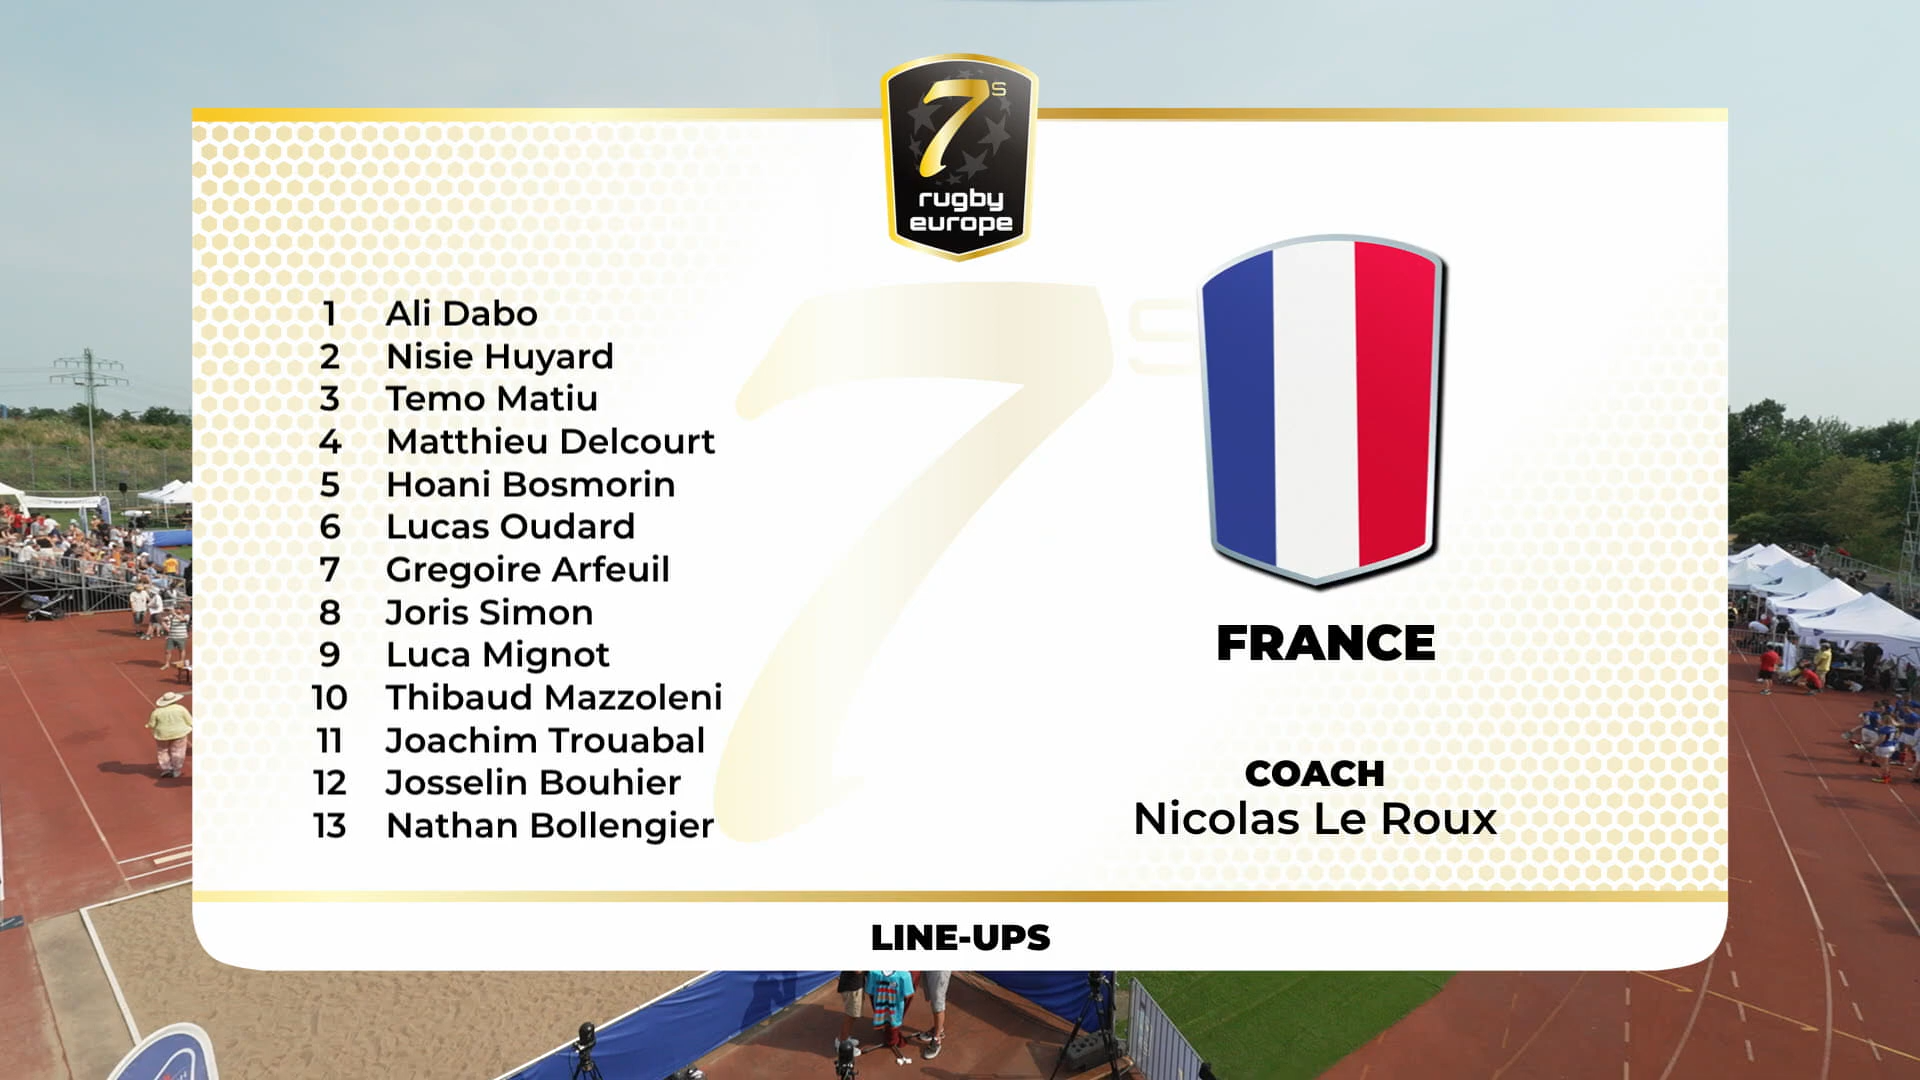 7s
rugby
europe
1 Ali Dabo
2 Nisie Huyard
3 Temo Matiu
4 Matthieu Delcourt
5 Hoani Bosmorin
6 Lucas Oudard
7 Gregoire Arfeuil
8 Joris Simon
9 Luca Mignot
10 Thibaud Mazzoleni
11 Joachim Trouabal
12 Josselin Bouhier
13 Nathan Bollengier
7s
FRANCE
COACH
Nicolas Le Roux
LINE-UPS